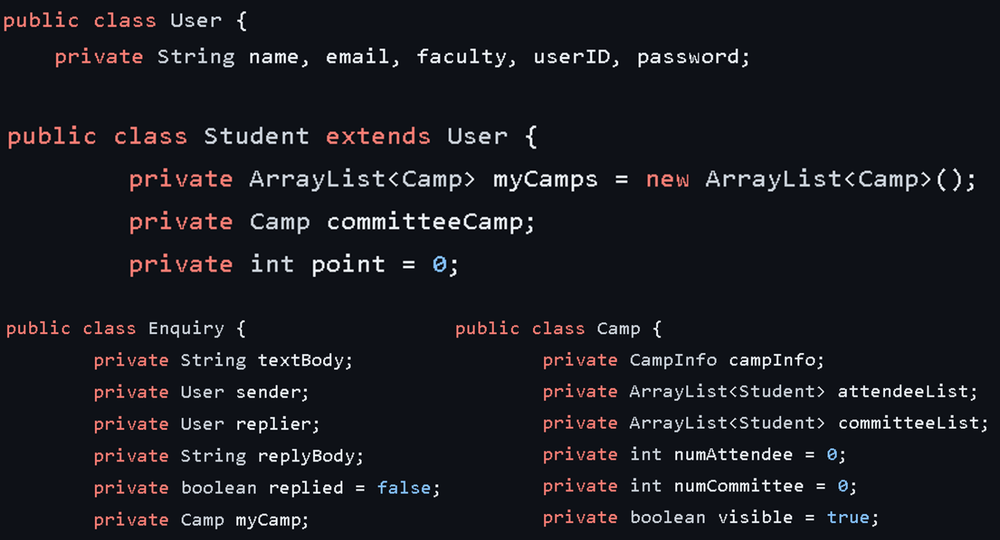 public class User {
private String name, email, faculty, userID, password;
public class Student extends User {
private ArrayList<Camp> myCamps = new ArrayList<Camp>();
private Camp committeeCamp;
private int point = 0;
public class Enquiry {
private String textBody;
private User sender;
private User replier;
private String replyBody;
private boolean replied = false;
private Camp myCamp;
public class Camp {
private CampInfo campInfo;
private ArrayList<Student> attendeeList;
private ArrayList<Student> committeeList;
private int numAttendee = 0;
private int numCommittee = 0;
private boolean visible = true;